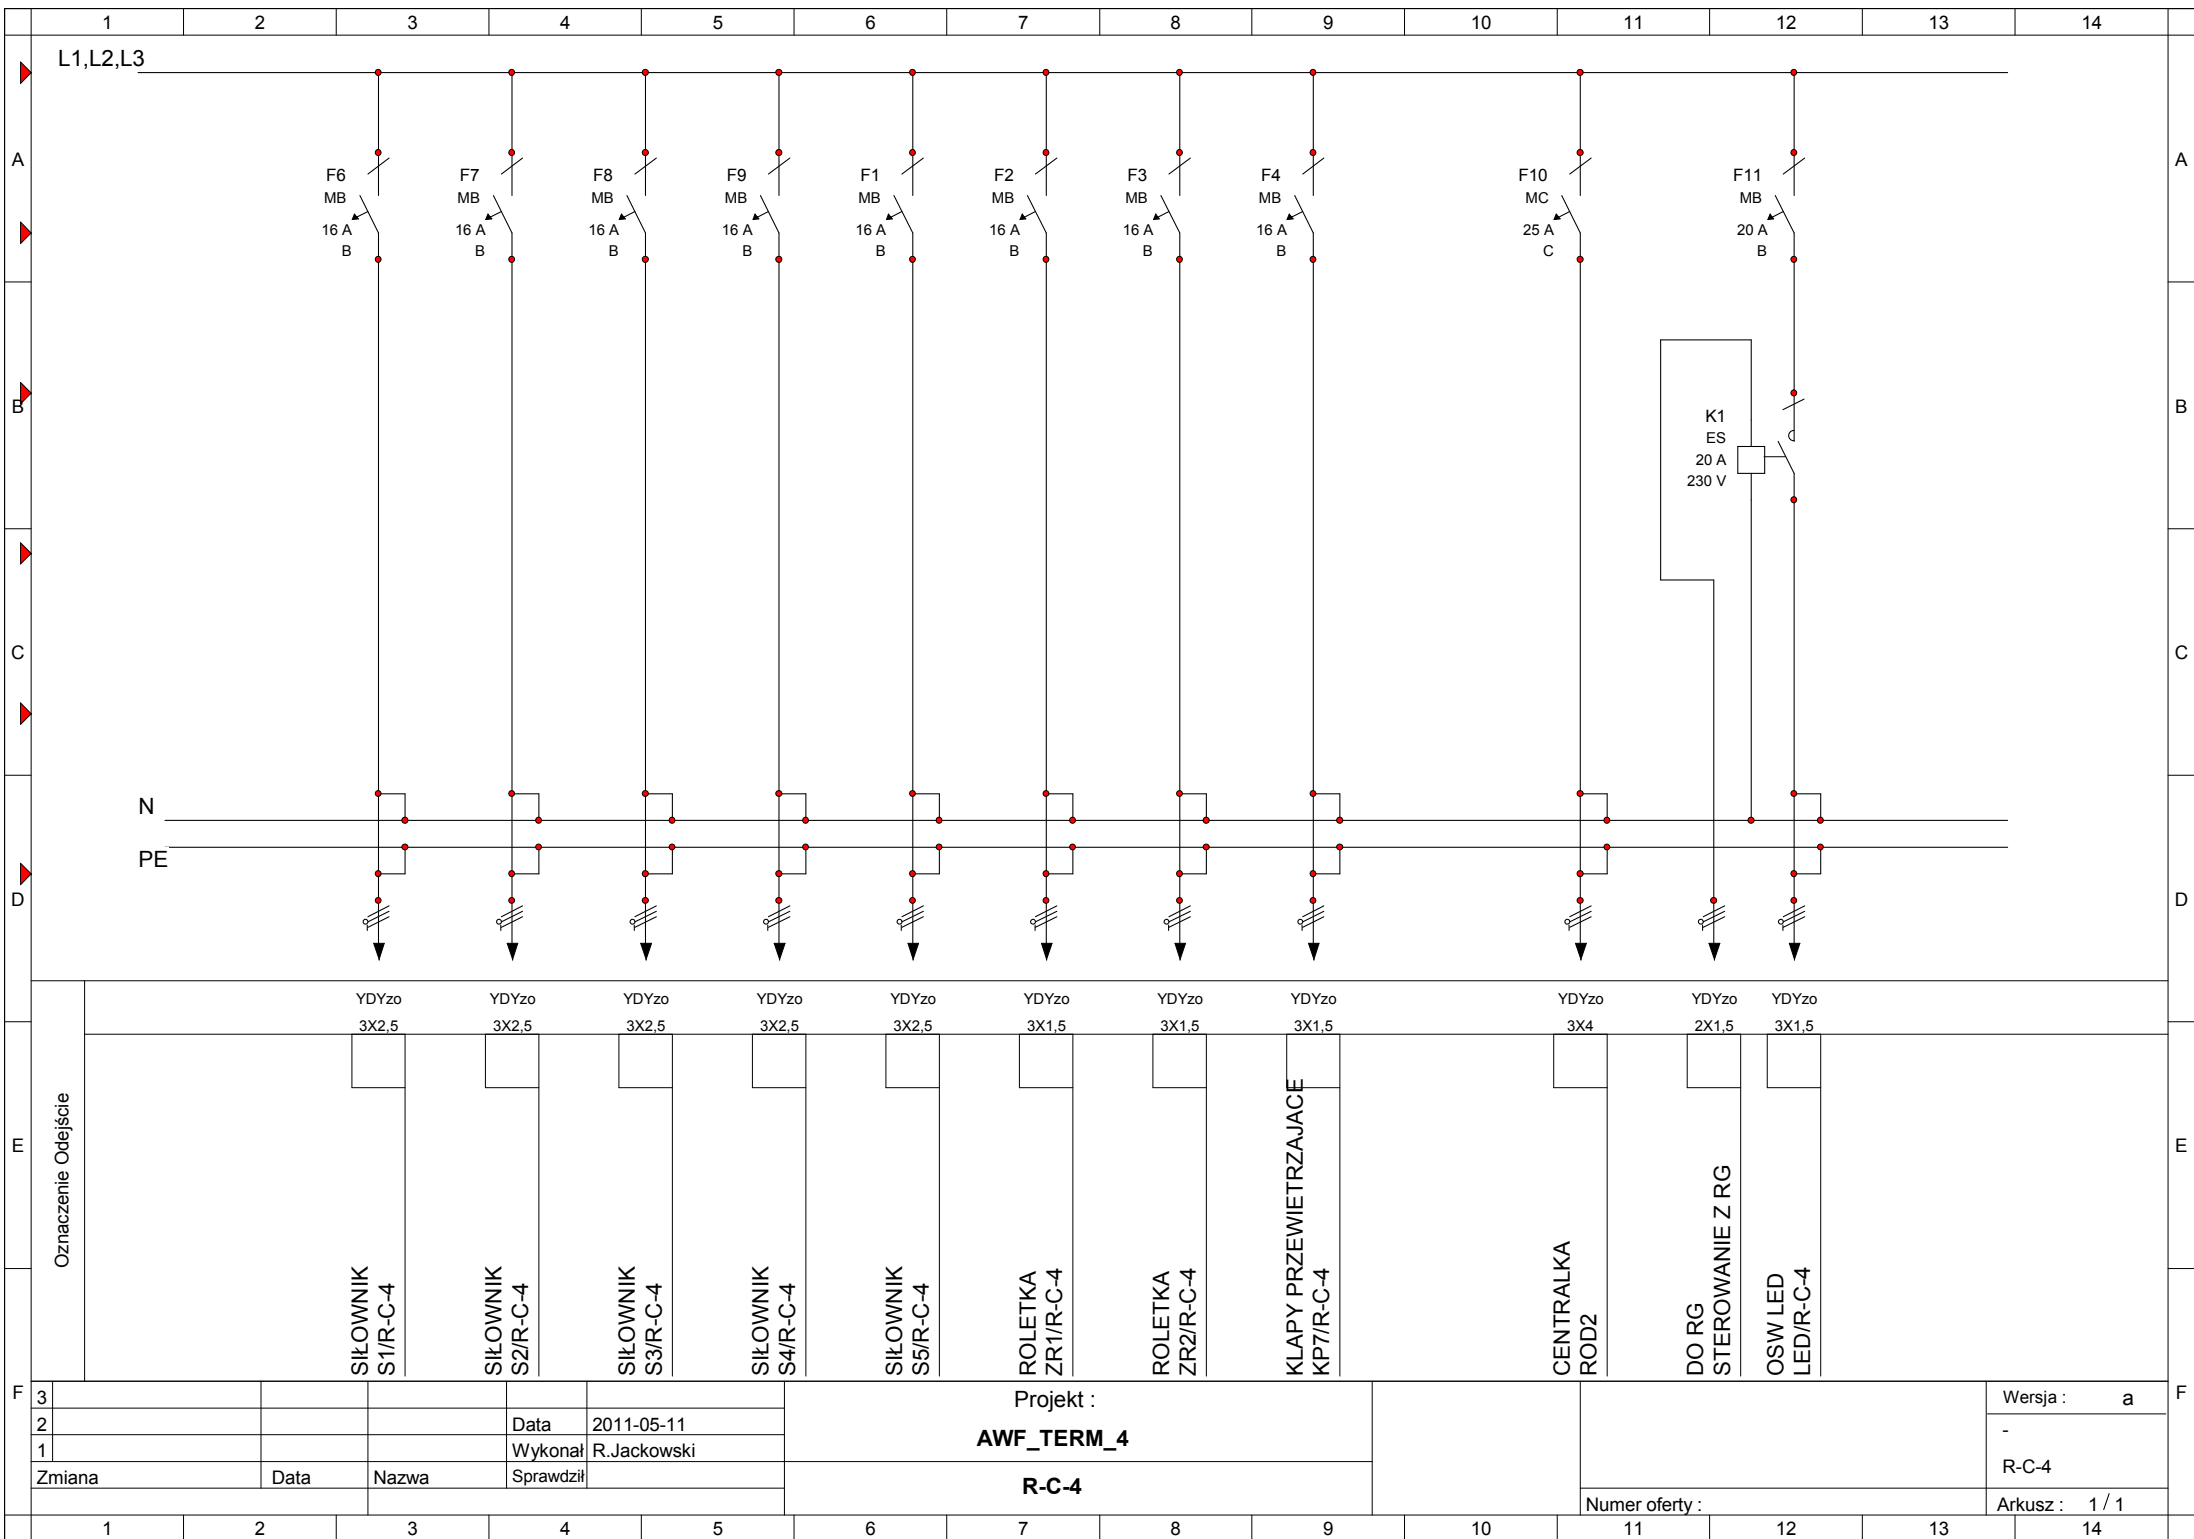 1 2 3 4 5 6 7 8 9 10 11 12 13 14
L1,L2,L3
A A
F6
MB
16 A
B
F7
MB
16 A
B
F8
MB
16 A
B
F9
MB
16 A
B
F1
MB
16 A
B
F2
MB
16 A
B
F3
MB
16 A
B
F4
MB
16 A
B
F10
MC
25 A
C
F11
MB
20 A
B
B B
K1
ES
20 A
230 V
C C
N
PE
D D
YDYzo YDYzo YDYzo YDYzo YDYzo YDYzo YDYzo YDYzo YDYzo YDYzo YDYzo
3X2,5 3X2,5 3X2,5 3X2,5 3X2,5 3X1,5 3X1,5 3X1,5 3X4 2X1,5 3X1,5
E E
Oznaczenie Odejście
SIŁOWNIK
S1/R-C-4
SIŁOWNIK
S2/R-C-4
SIŁOWNIK
S3/R-C-4
SIŁOWNIK
S4/R-C-4
SIŁOWNIK
S5/R-C-4
ROLETKA
ZR1/R-C-4
ROLETKA
ZR2/R-C-4
KLAPY PRZEWIETRZAJACE
KP7/R-C-4
CENTRALKA
ROD2
DO RG
STEROWANIE Z RG
OSW LED
LED/R-C-4
F F
3
2 Data 2011-05-11
1 Wykonał R.Jackowski
Zmiana Data Nazwa Sprawdził
Projekt :
AWF_TERM_4
R-C-4
Numer oferty :
Wersja : a
-
R-C-4
Arkusz : 1 / 1
1 2 3 4 5 6 7 8 9 10 11 12 13 14